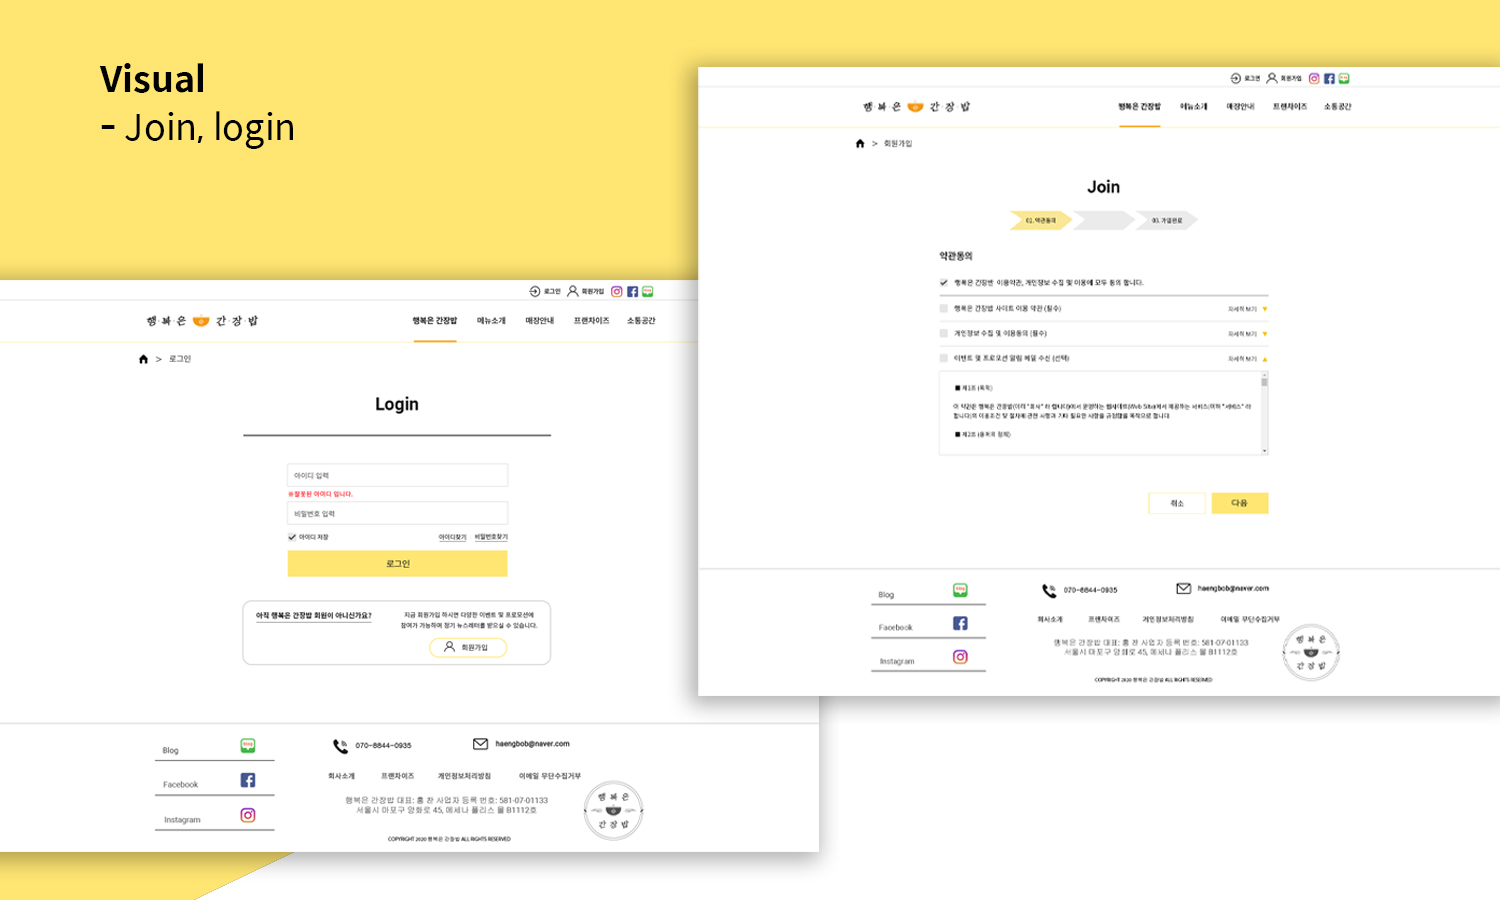 Visual
- Join, login
로그인 회원가입
행복은 간장밥
행복은 간장밥 메뉴소개 매장안내 프랜차이즈 소통공간
> 로그인
Login
아이디 입력
※잘못된 아이디 입니다.
비밀번호 입력
아이디 저장 아이디찾기 비밀번호찾기
로그인
아직 행복은 간장밥 회원이 아니신가요?
지금 회원가입 하시면 다양한 이벤트 및 프로모션에
참여가 가능하며 정기 뉴스레터를 받으실 수 있습니다.
회원가입
Blog
Facebook
Instagram
070-8844-0935 haengbob@naver.com
회사소개 프랜차이즈 개인정보처리방침 이메일 무단수집거부
행복은 간장밥 대표: 홍 찬 사업자 등록 번호: 581-07-01133
서울시 마포구 양화로 45, 메세나 폴리스 몰 B1112호
COPYRIGHT 2020 행복은 간장밥 ALL RIGHTS RESERVED
행복은
간장밥
로그인 회원가입
행복은 간장밥
행복은 간장밥 메뉴소개 매장안내 프랜차이즈 소통공간
> 회원가입
Join
01. 약관동의 03. 가입완료
약관동의
행복은 간장밥 이용약관, 개인정보 수집 및 이용에 모두 동의 합니다.
행복은 간장밥 사이트 이용 약관 (필수) 자세히 보기 ▼
개인정보 수집 및 이용동의 (필수) 자세히 보기 ▼
이벤트 및 프로모션 알림 메일 수신 (선택) 자세히 보기 ▲
■ 제1조 (목적)
이 약관은 행복은 간장밥(이하 "회사" 라 합니다)에서 운영하는 웹사이트(Web Site)에서 제공하는 서비스(이하 "서비스" 라
합니다)의 이용조건 및 절차에 관한 사항과 기타 필요한 사항을 규정함을 목적으로 합니다.
■ 제2조 (용어의 정의)
취소 다음
Blog
Facebook
Instagram
070-8844-0935 haengbob@naver.com
회사소개 프랜차이즈 개인정보처리방침 이메일 무단수집거부
행복은 간장밥 대표: 홍 찬 사업자 등록 번호: 581-07-01133
서울시 마포구 양화로 45, 메세나 폴리스 몰 B1112호
COPYRIGHT 2020 행복은 간장밥 ALL RIGHTS RESERVED
행복은
간장밥